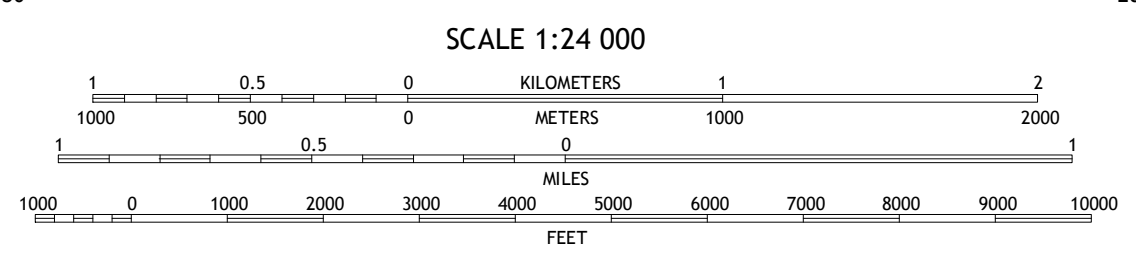 SCALE 1:24 000
1 0.5 0 KILOMETERS 1 2
1000 500 0 METERS 1000 2000
1 0.5 0 1
MILES
1000 0 1000 2000 3000 4000 5000 6000 7000 8000 9000 10000
FEET